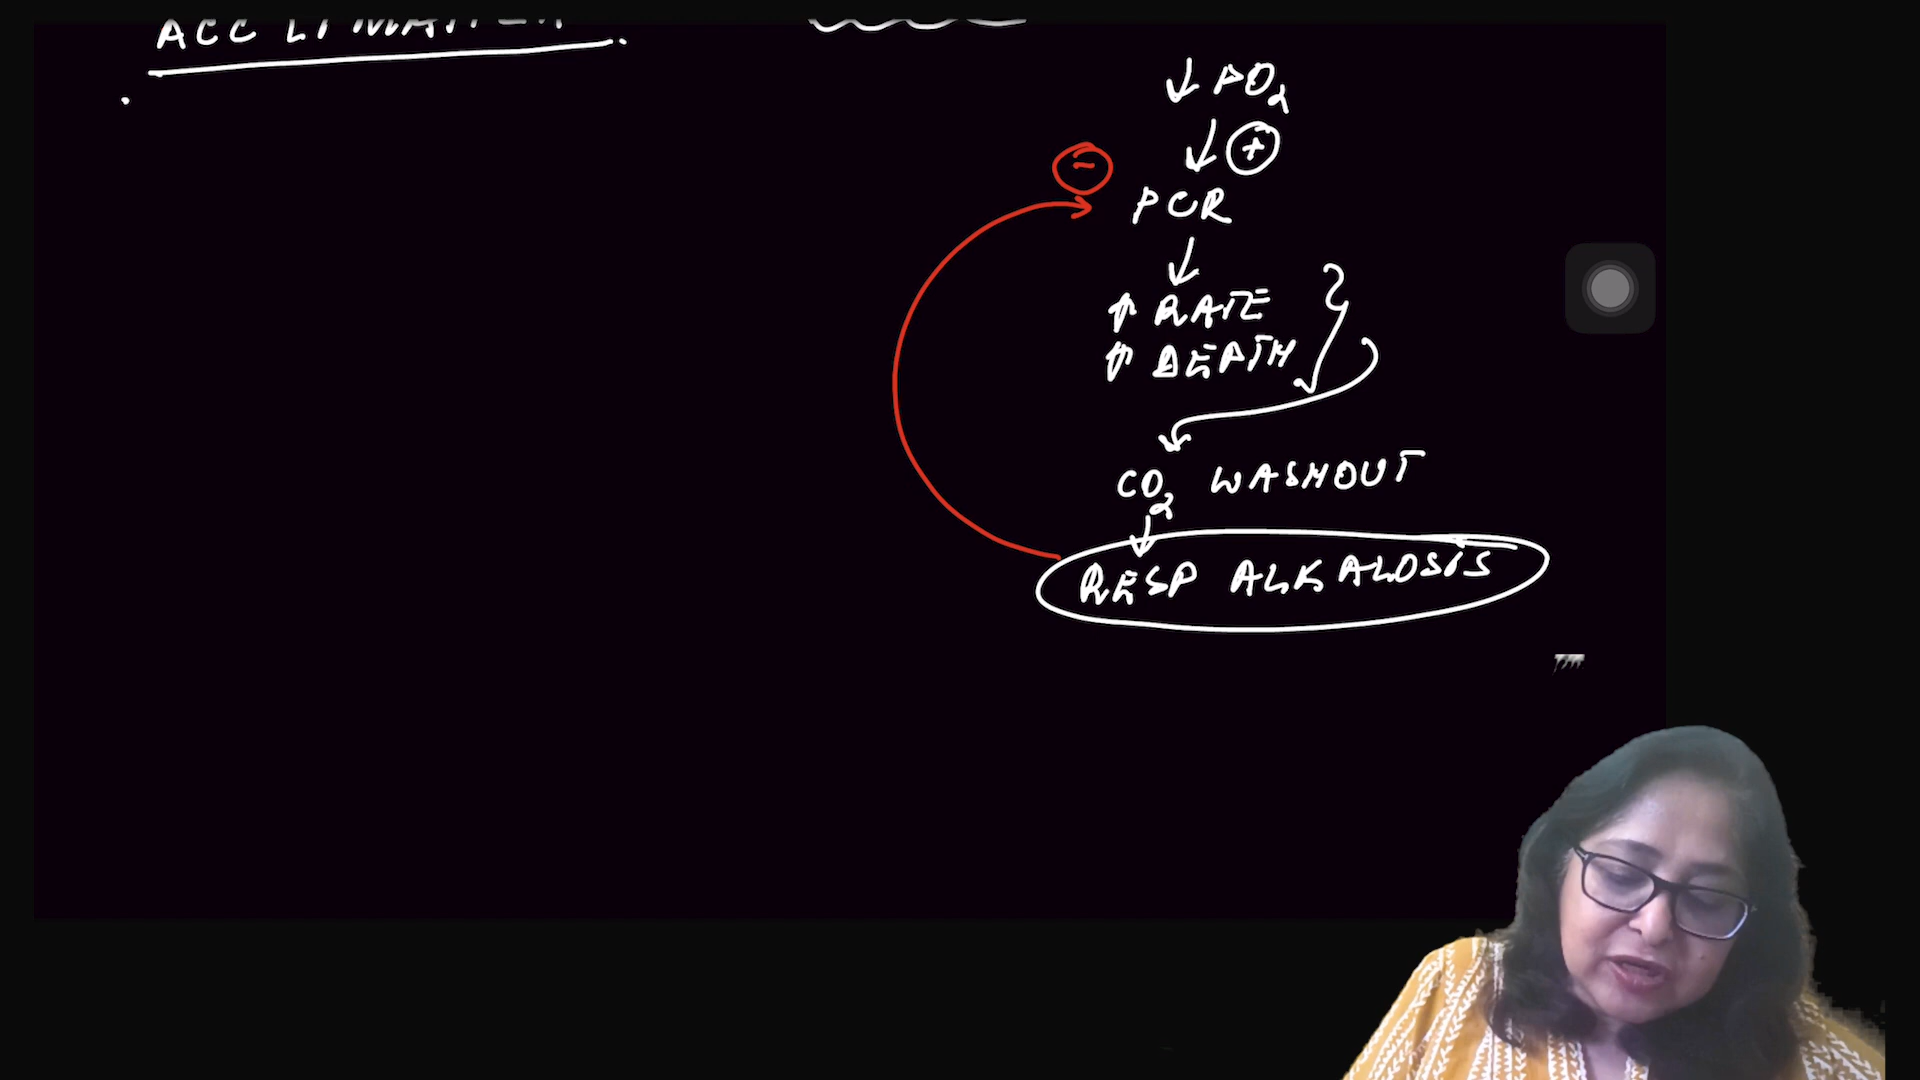 ↓ PO₂
↓ +
PCR
↓
↑ RATE
↑ DEPTH
CO₂ WASHOUT
↓
RESP ALKALOSIS
−